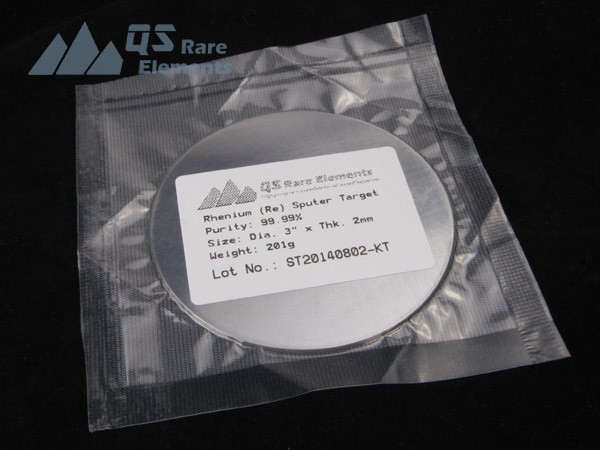 QS Rare
Elements
QS Rare Elements
Rhenium (Re) Sputer Target
Purity: 99.99%
Size: Dia. 3" x Thk. 2mm
Weight: 201g
Lot No.: ST20140802-KT